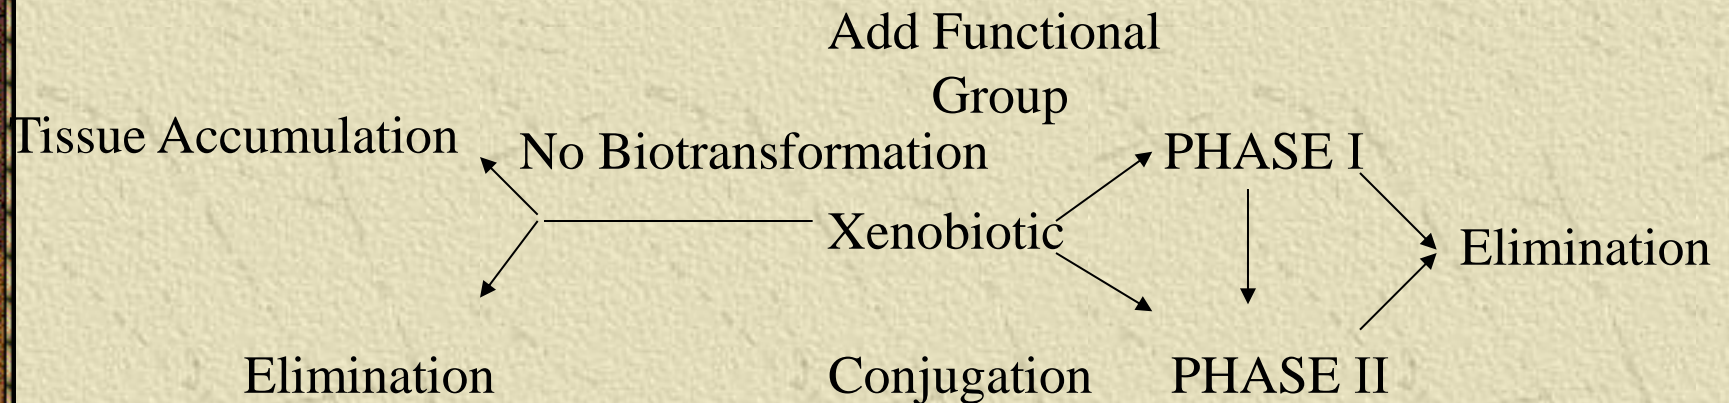 Add Functional
Group
Tissue Accumulation
No Biotransformation
PHASE I
Xenobiotic
Elimination
Elimination
Conjugation
PHASE II